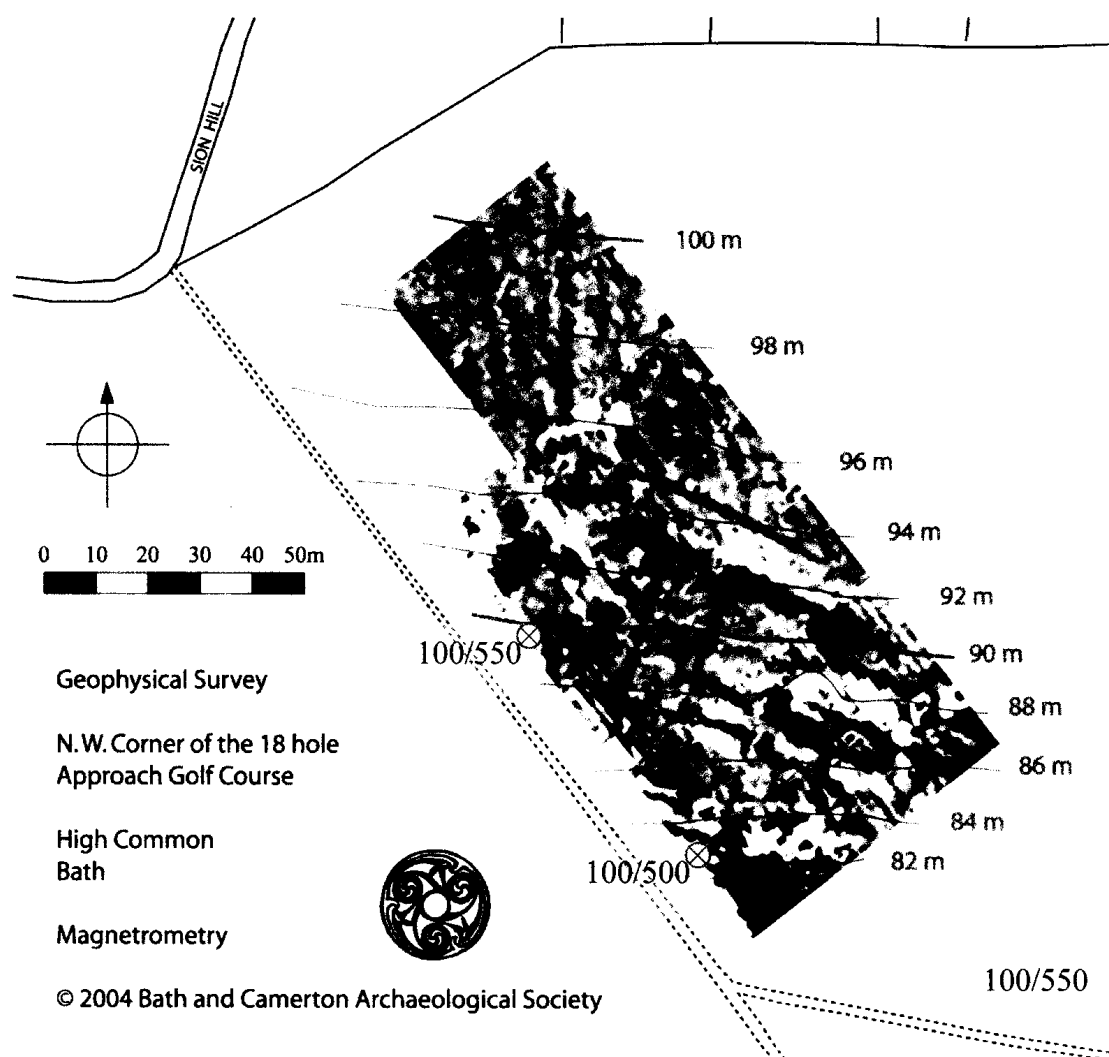 SION HILL
100 m
98 m
96 m
94 m
92 m
90 m
88 m
86 m
84 m
82 m
0 10 20 30 40 50m
100/550
100/500
100/550
Geophysical Survey
N.W. Corner of the 18 hole
Approach Golf Course
High Common
Bath
Magnetrometry
© 2004 Bath and Camerton Archaeological Society